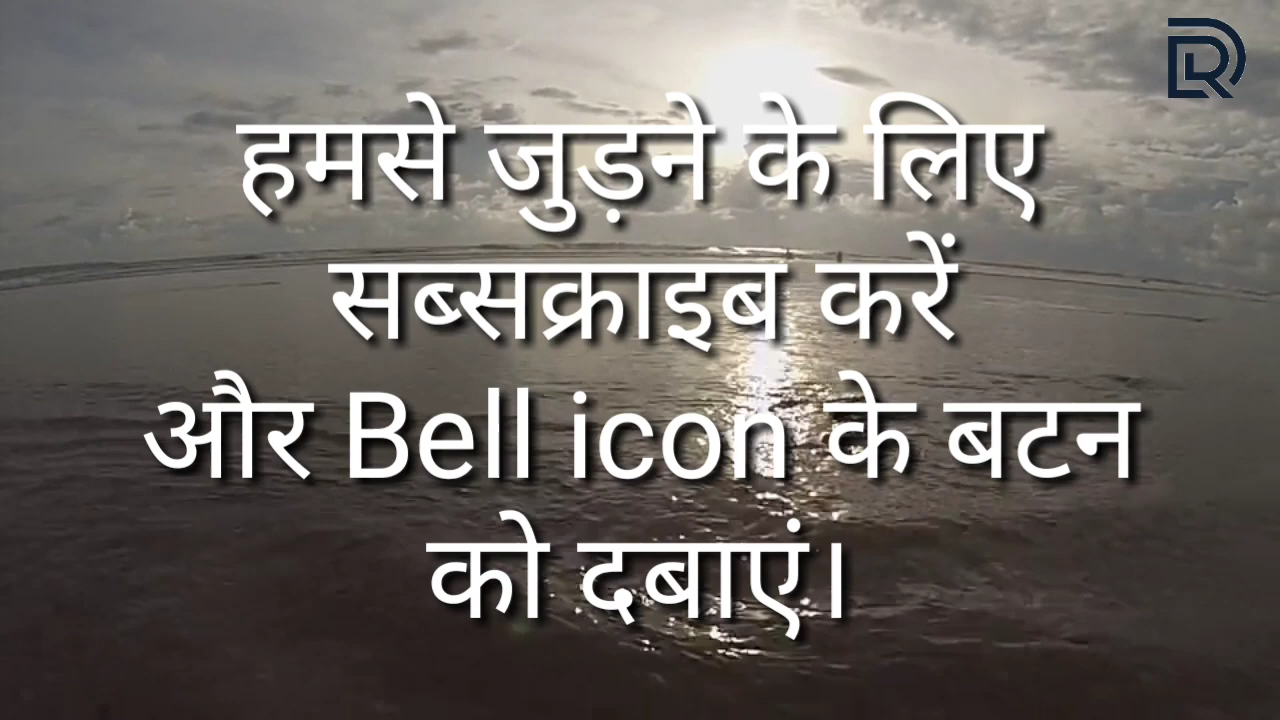 हमसे जुड़ने के लिए
सब्सक्राइब करें
और Bell icon के बटन
को दबाएं।